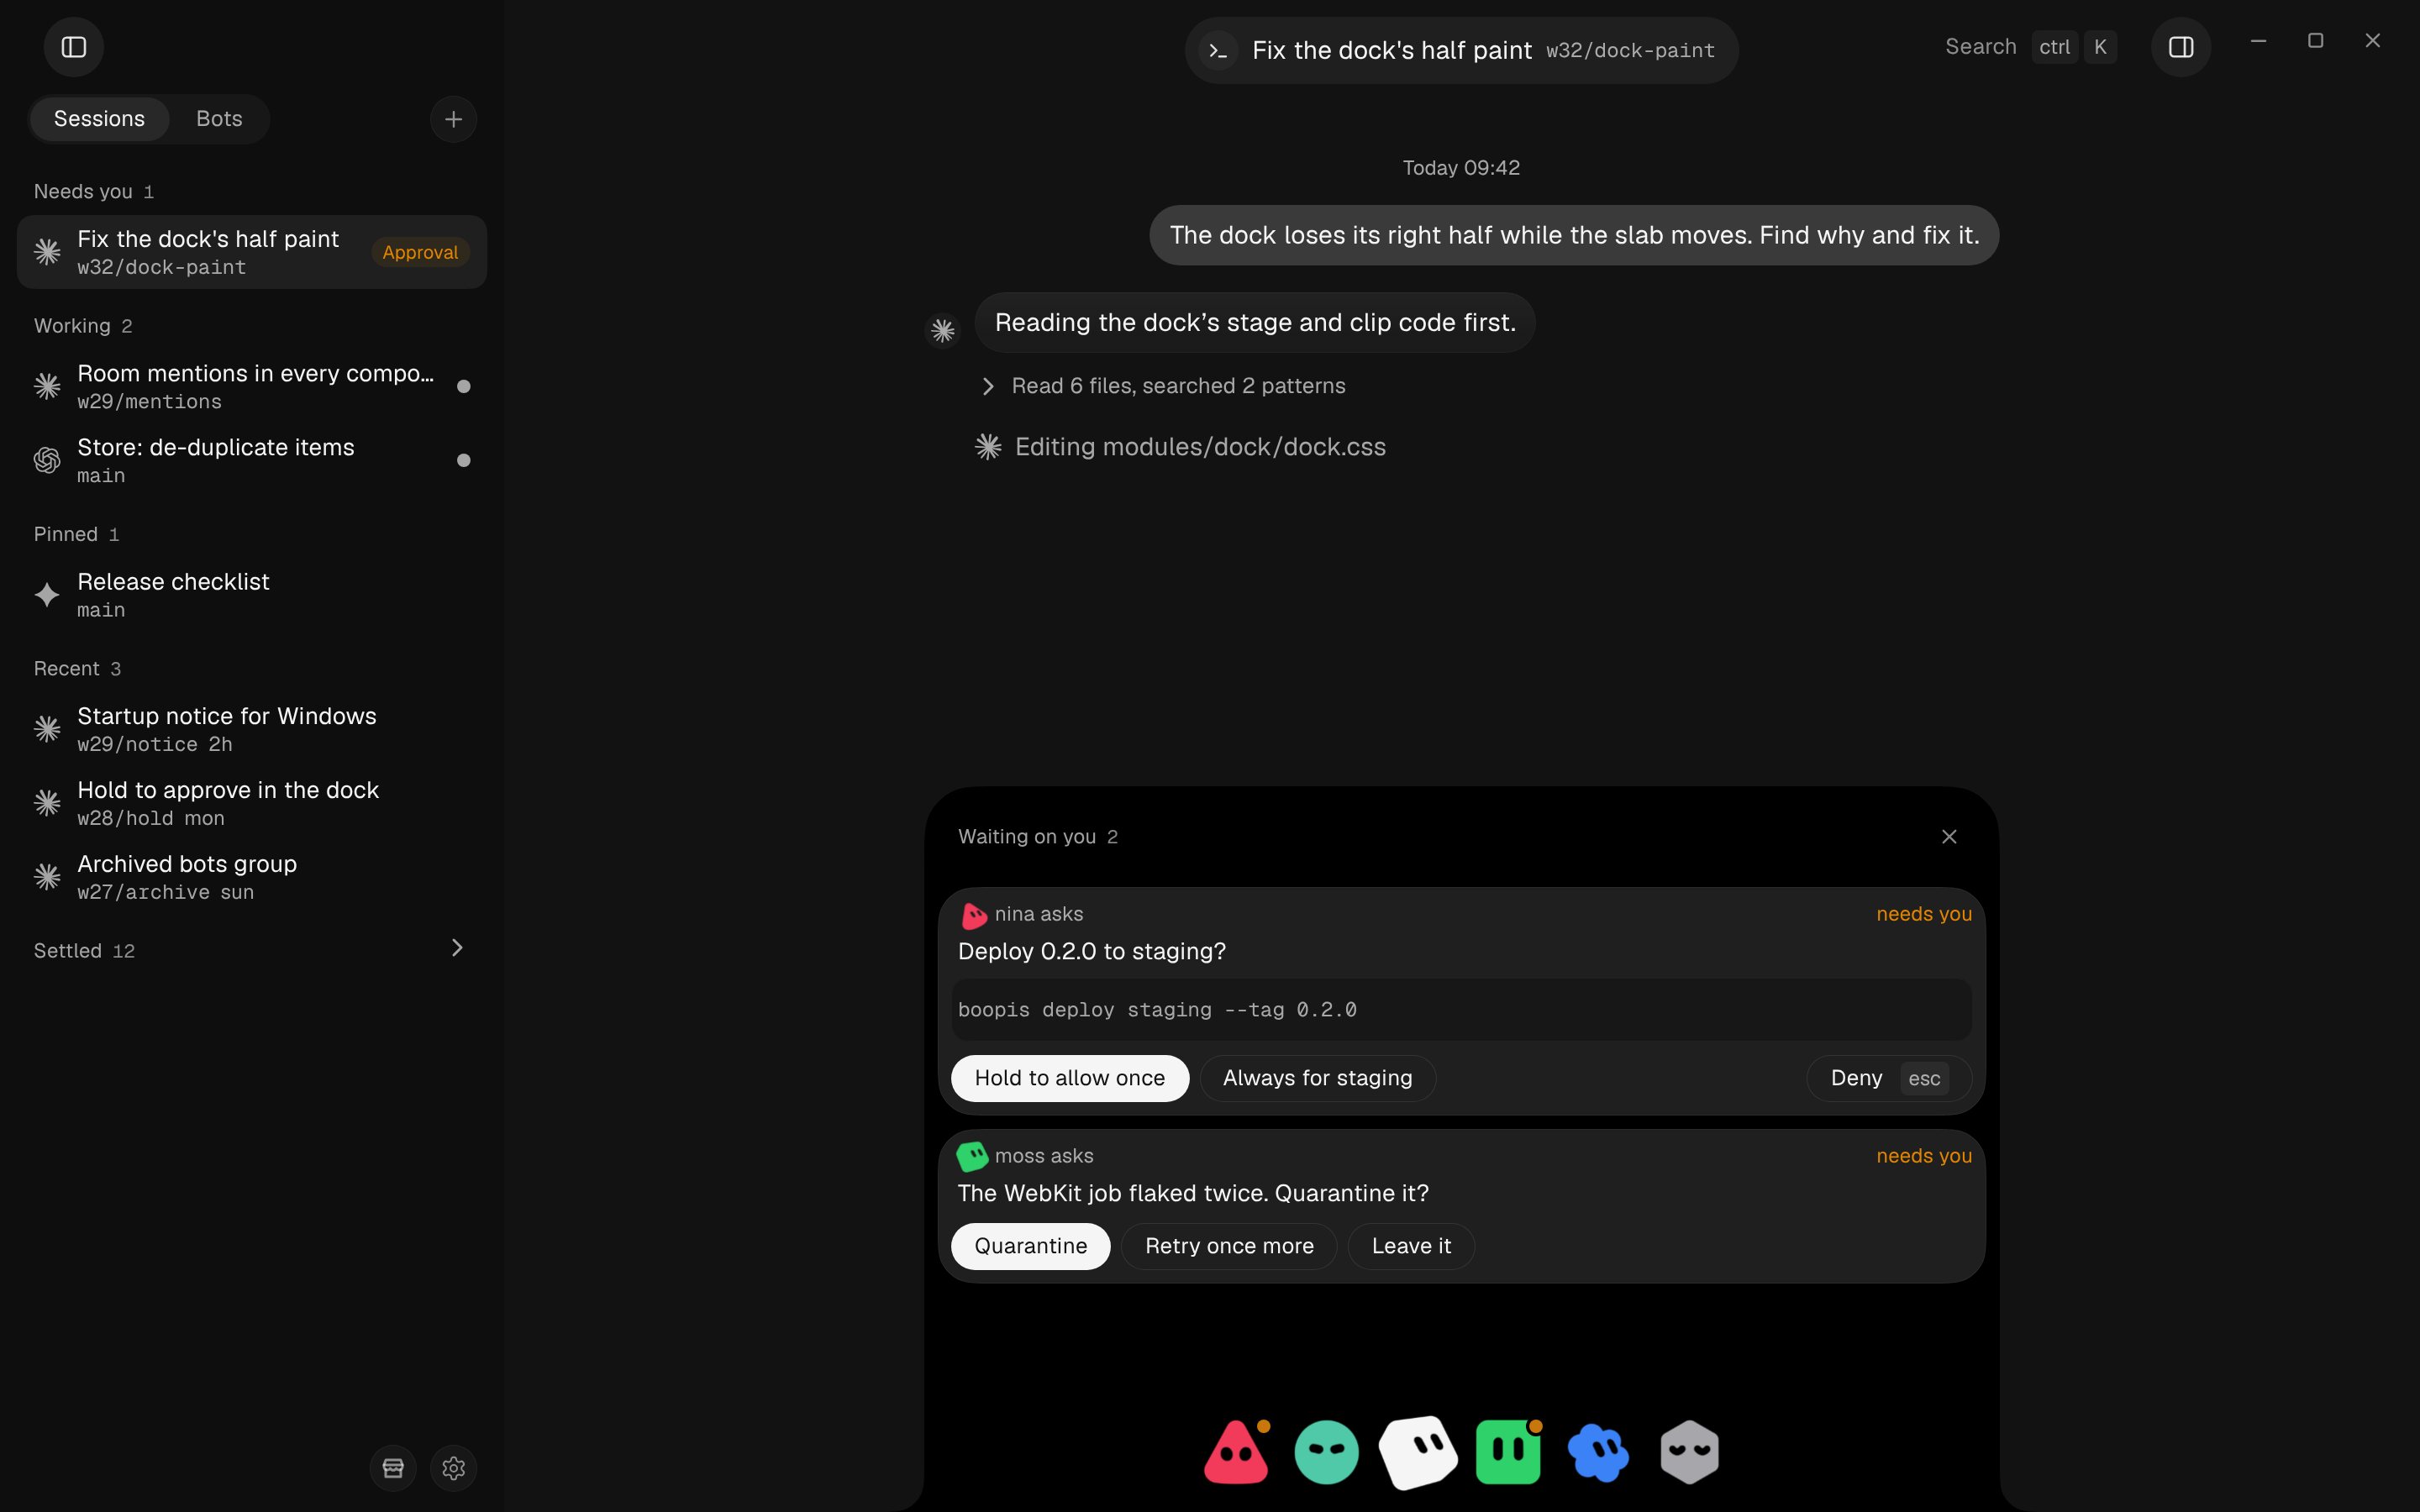 Fix the dock's half paint w32/dock-paint
Search ctrl K
Sessions Bots
Needs you 1
Fix the dock's half paint
w32/dock-paint
Approval
Working 2
Room mentions in every compo…
w29/mentions
Store: de-duplicate items
main
Pinned 1
Release checklist
main
Recent 3
Startup notice for Windows
w29/notice 2h
Hold to approve in the dock
w28/hold mon
Archived bots group
w27/archive sun
Settled 12
Today 09:42
The dock loses its right half while the slab moves. Find why and fix it.
Reading the dock’s stage and clip code first.
Read 6 files, searched 2 patterns
Editing modules/dock/dock.css
Waiting on you 2
nina asks needs you
Deploy 0.2.0 to staging?
boopis deploy staging --tag 0.2.0
Hold to allow once Always for staging Deny esc
moss asks needs you
The WebKit job flaked twice. Quarantine it?
Quarantine Retry once more Leave it